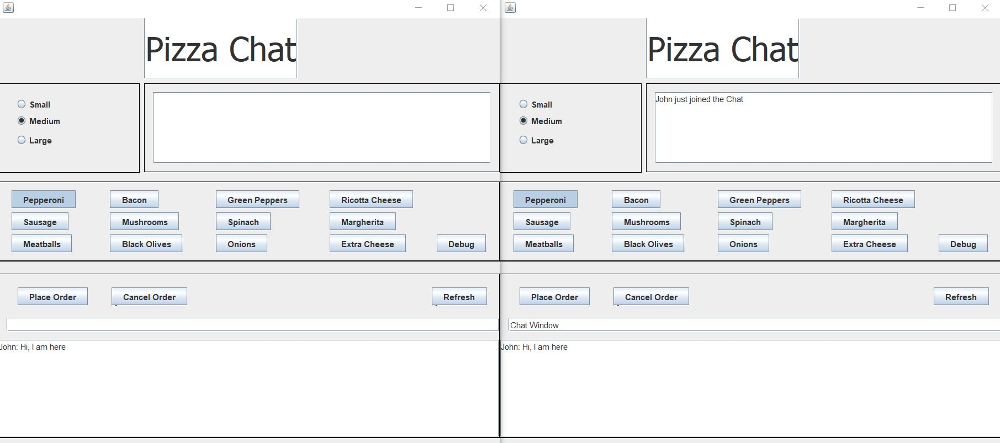 Pizza Chat
Small
Medium
Large
Pepperoni Bacon Green Peppers Ricotta Cheese
Sausage Mushrooms Spinach Margherita
Meatballs Black Olives Onions Extra Cheese Debug
Place Order Cancel Order Refresh
John: Hi, I am here
Pizza Chat
John just joined the Chat
Small
Medium
Large
Pepperoni Bacon Green Peppers Ricotta Cheese
Sausage Mushrooms Spinach Margherita
Meatballs Black Olives Onions Extra Cheese Debug
Place Order Cancel Order Refresh
Chat Window
John: Hi, I am here